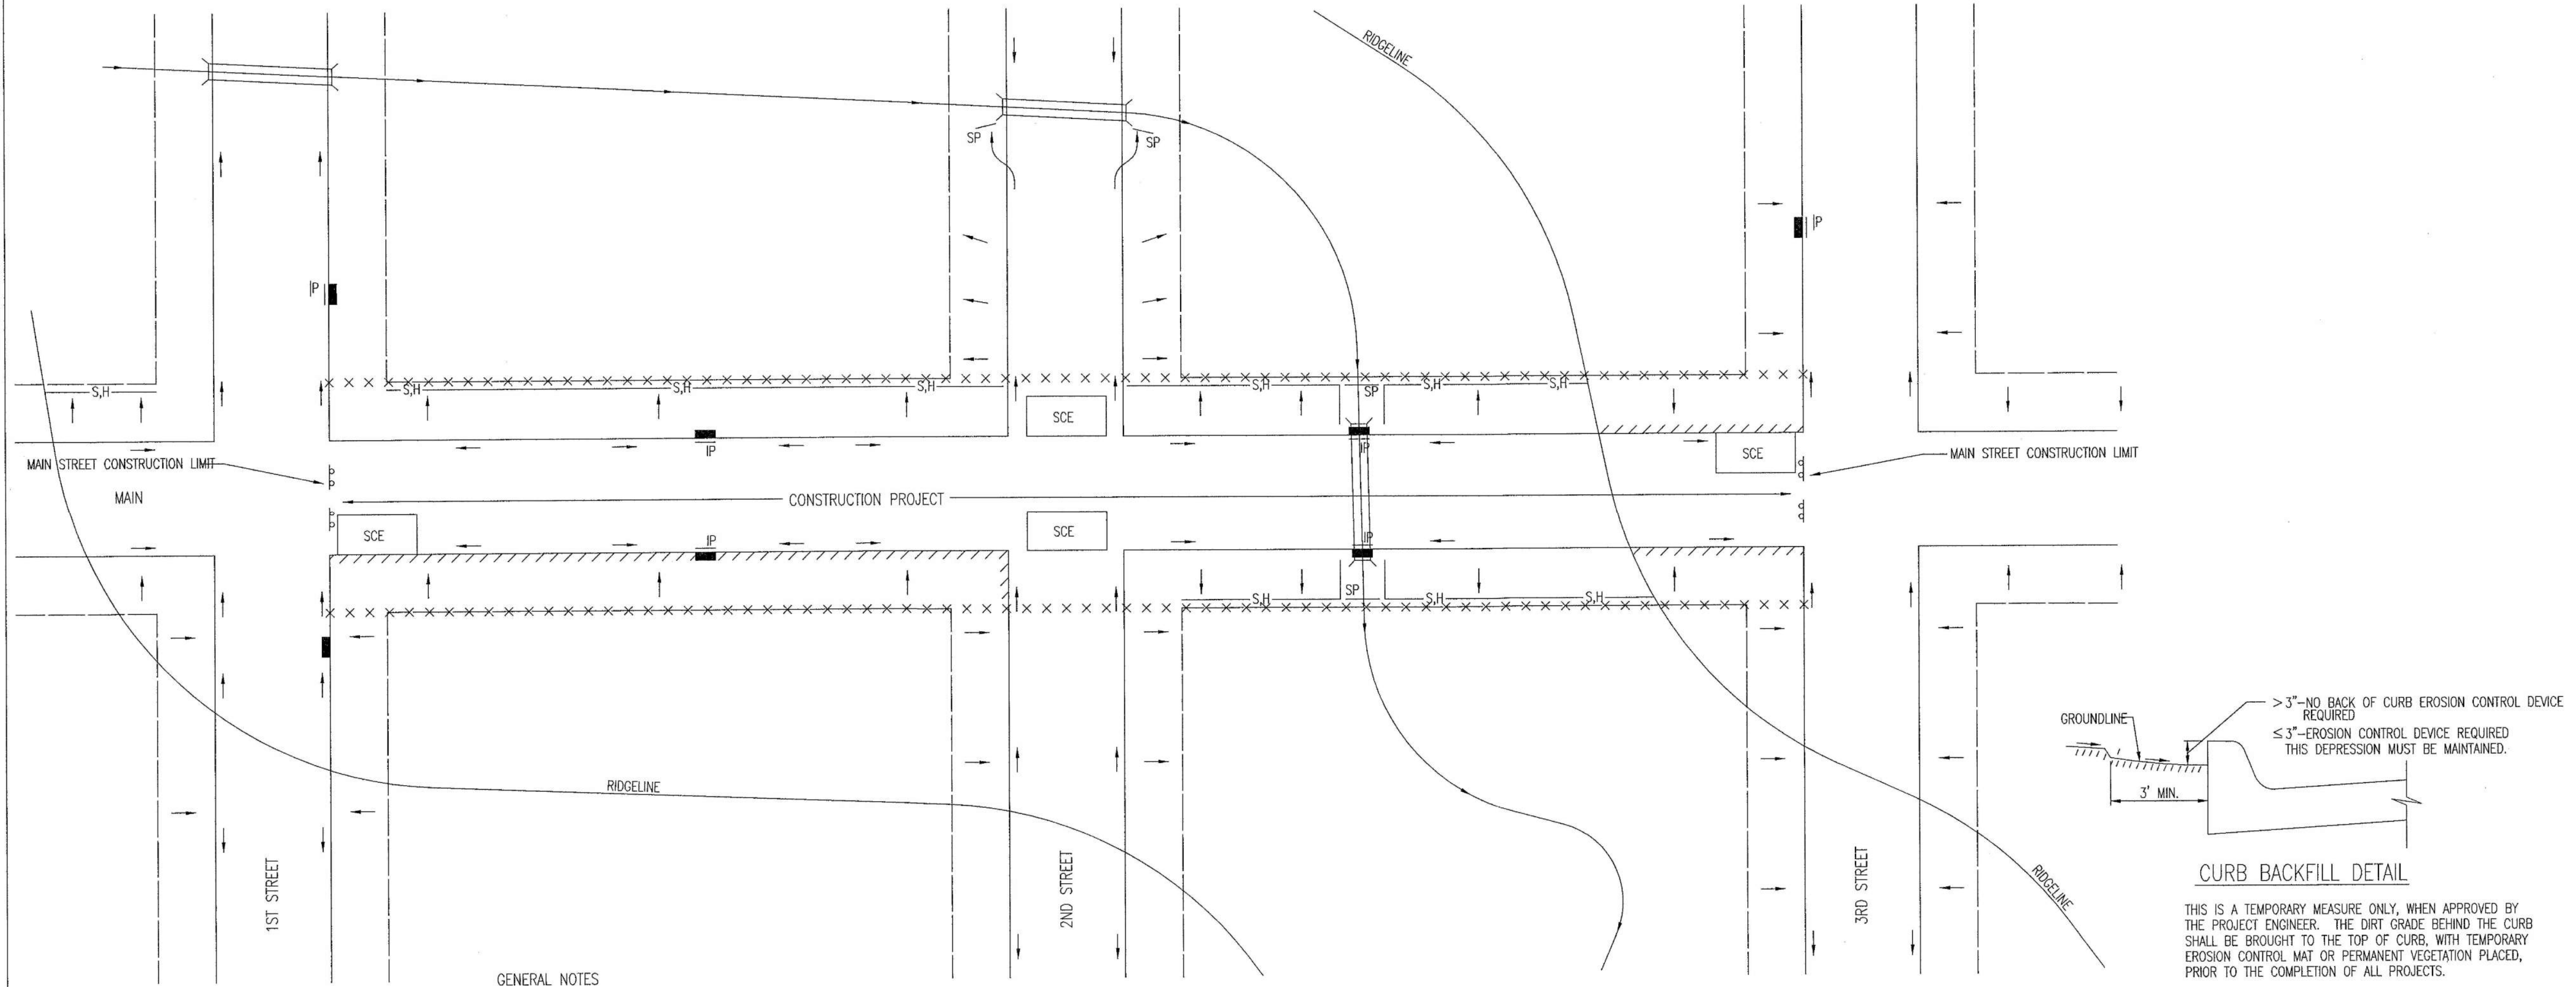 RIDGELINE
SP
SP
IP
IP
S,H
S,H
S,H
S,H
S,H
SP
S,H
S,H
SCE
IP
IP
SCE
MAIN STREET CONSTRUCTION LIMIT
MAIN STREET CONSTRUCTION LIMIT
MAIN
CONSTRUCTION PROJECT
SCE
SCE
IP
IP
SP
S,H
S,H
S,H
RIDGELINE
RIDGELINE
1ST STREET
2ND STREET
3RD STREET
GENERAL NOTES
GROUNDLINE
>3"-NO BACK OF CURB EROSION CONTROL DEVICE
REQUIRED
≤3"-EROSION CONTROL DEVICE REQUIRED
THIS DEPRESSION MUST BE MAINTAINED.
3' MIN.
CURB BACKFILL DETAIL
THIS IS A TEMPORARY MEASURE ONLY, WHEN APPROVED BY
THE PROJECT ENGINEER. THE DIRT GRADE BEHIND THE CURB
SHALL BE BROUGHT TO THE TOP OF CURB, WITH TEMPORARY
EROSION CONTROL MAT OR PERMANENT VEGETATION PLACED,
PRIOR TO THE COMPLETION OF ALL PROJECTS.